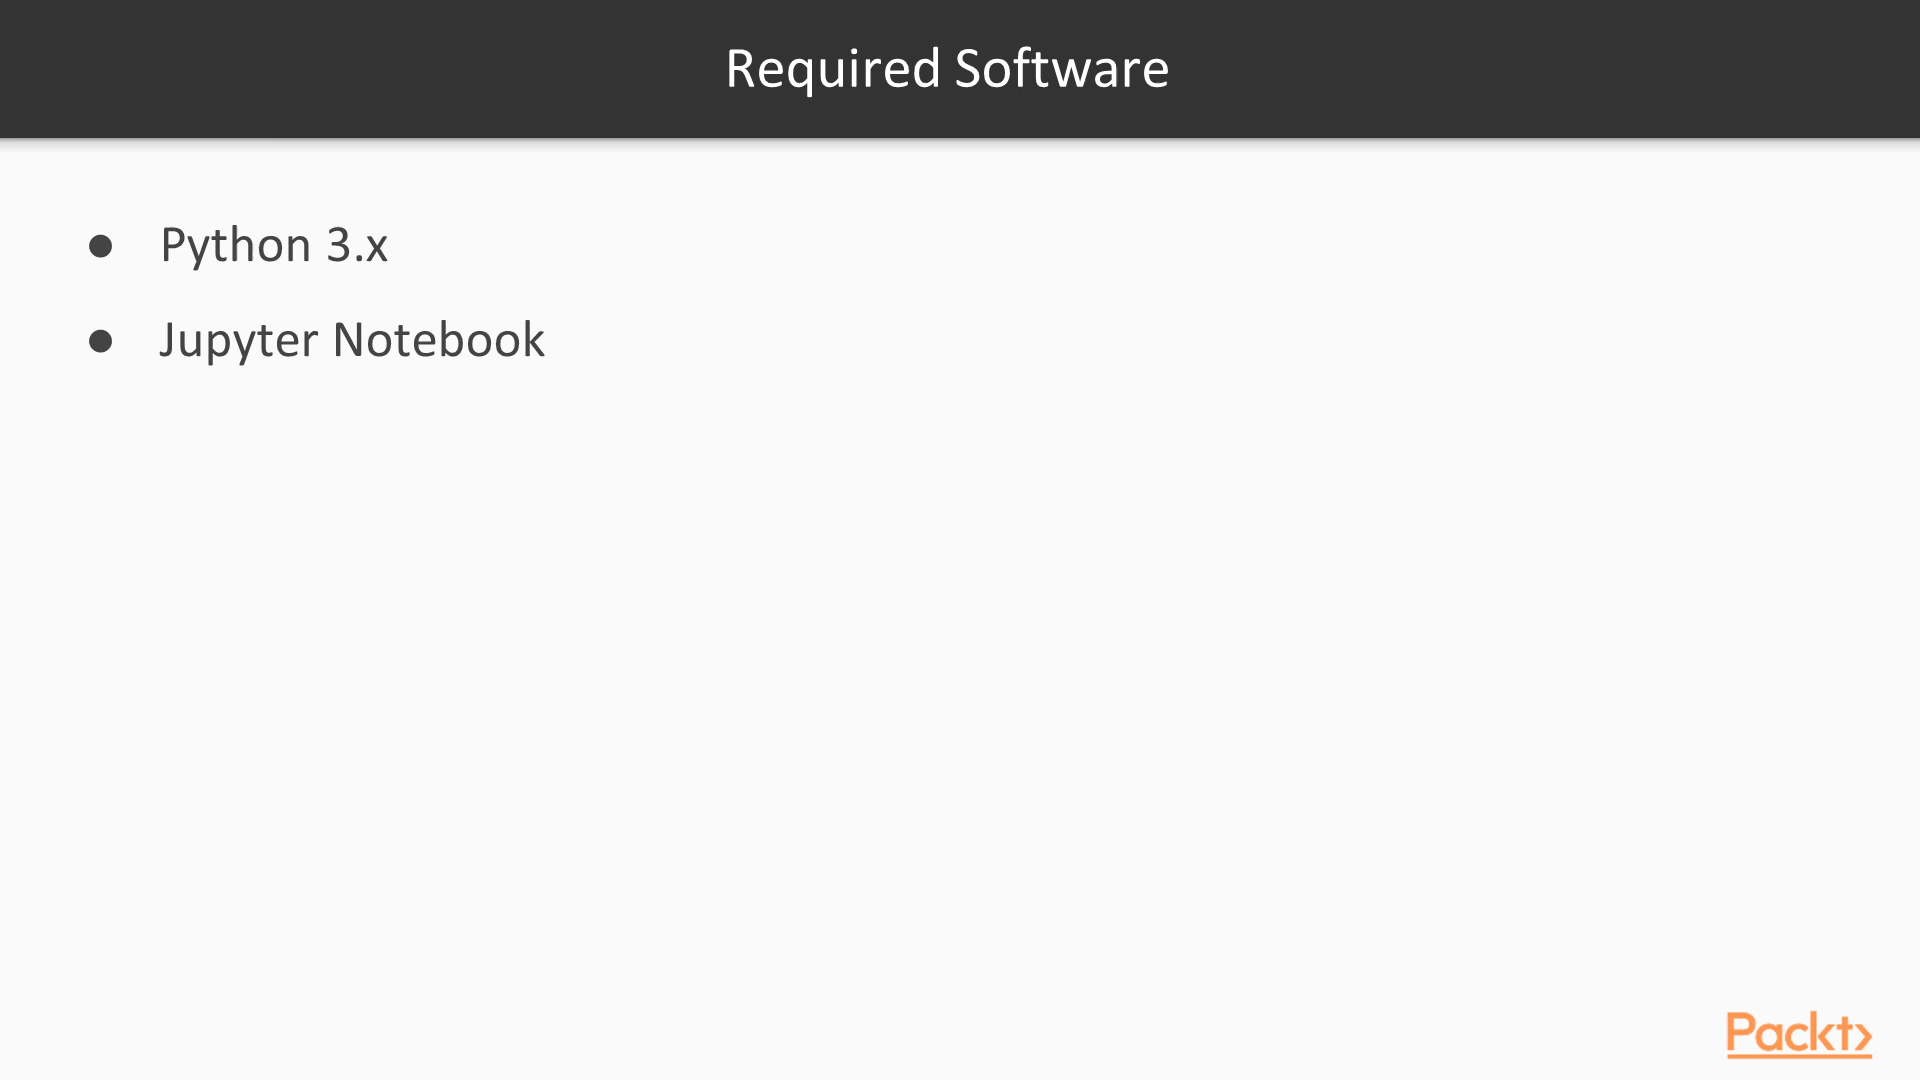 Required Software
● Python 3.x
● Jupyter Notebook
Packt>